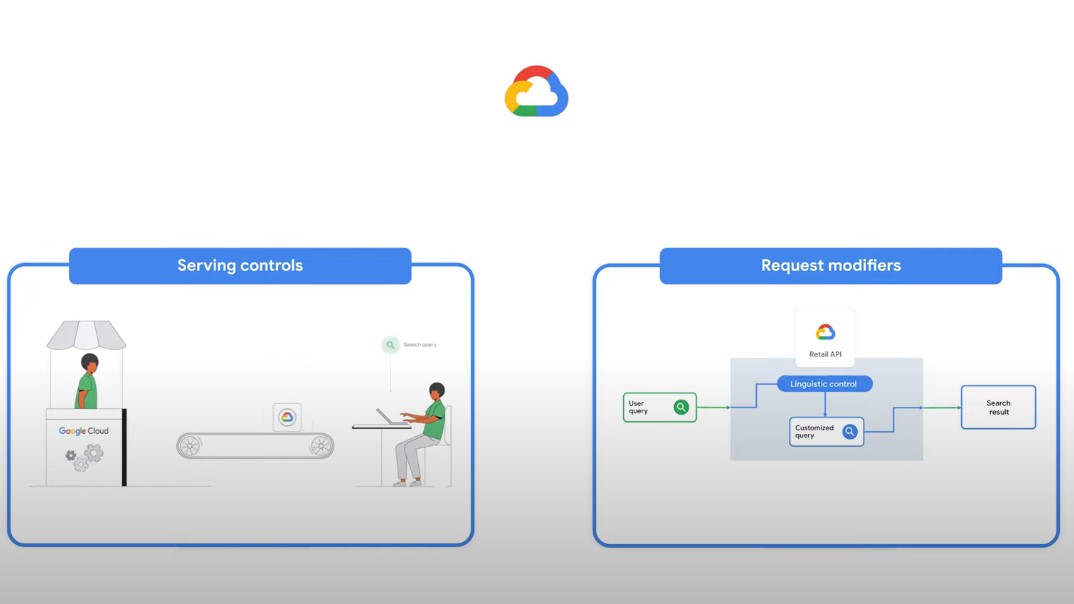 Serving controls
Search query
Google Cloud
Request modifiers
Retail API
Linguistic control
User
query
Customized
query
Search
result